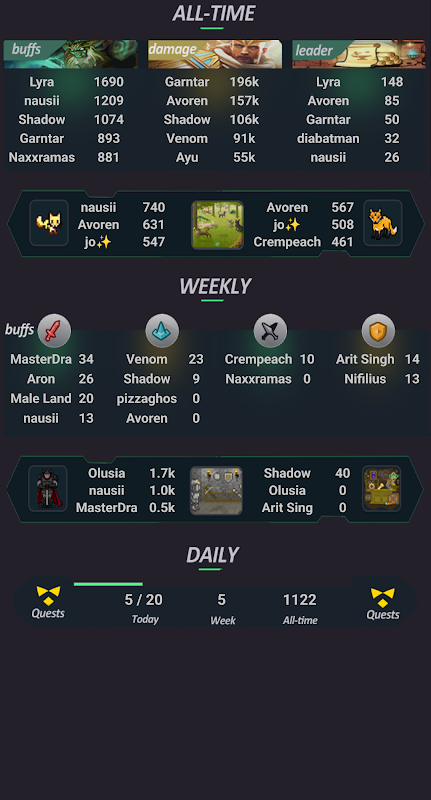 ALL-TIME
buffs damage leader
Lyra 1690 Garntar 196k Lyra 148
nausii 1209 Avoren 157k Avoren 85
Shadow 1074 Shadow 106k Garntar 50
Garntar 893 Venom 91k diabatman 32
Naxxramas 881 Ayu 55k nausii 26
nausii 740 Avoren 567
Avoren 631 jo✨ 508
jo✨ 547 Crempeach 461
WEEKLY
buffs
MasterDra 34 Venom 23 Crempeach 10 Arit Singh 14
Aron 26 Shadow 9 Naxxramas 0 Nifilius 13
Male Land 20 pizzaghos 0
nausii 13 Avoren 0
Olusia 1.7k Shadow 40
nausii 1.0k Olusia 0
MasterDra 0.5k Arit Sing 0
DAILY
5 / 20 5 1122
Quests Today Week All-time Quests